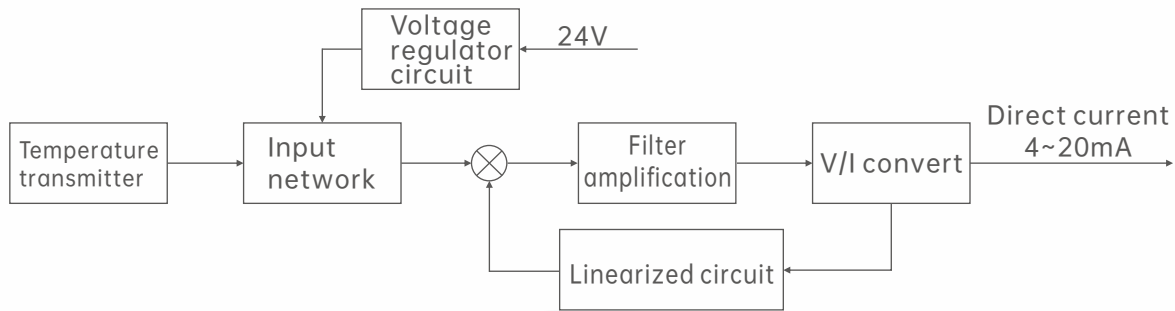 Voltage
regulator
circuit
24V
Direct current
4~20mA
Temperature
transmitter
Input
network
Filter
amplification
V/I convert
Linearized circuit